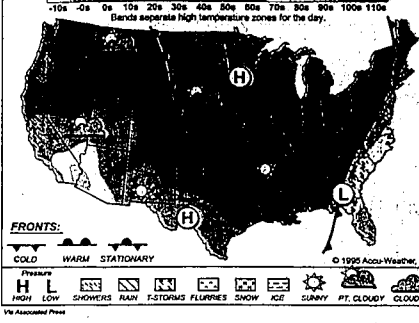 -10s -0s 0s 10s 20s 30s 40s 50s 60s 70s 80s 90s 100s 110s
Bands separate high temperature zones for the day.
H
H
L
FRONTS:
COLD WARM STATIONARY
© 1995 Accu-Weather,
Pressure
H L
HIGH LOW SHOWERS RAIN T-STORMS FLURRIES SNOW ICE SUNNY PT. CLOUDY CLOUD
Via Associated Press